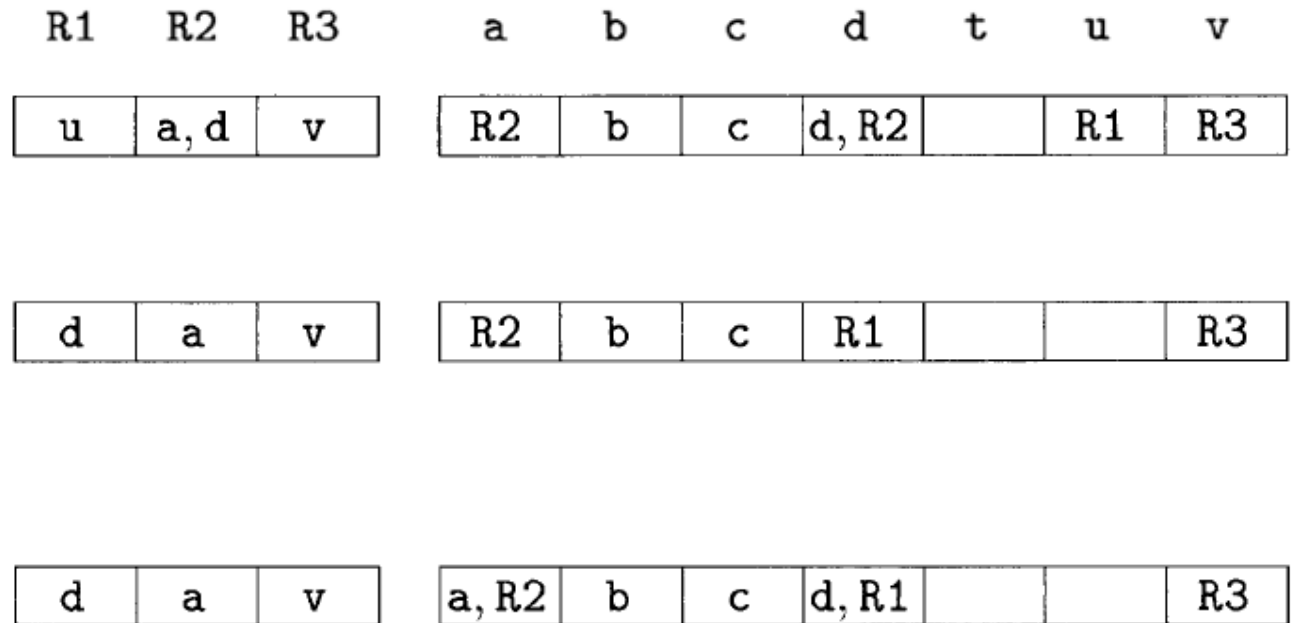 R1 R2 R3 a b c d t u v
u a, d v R2 b c d, R2 R1 R3
d a v R2 b c R1 R3
d a v a, R2 b c d, R1 R3